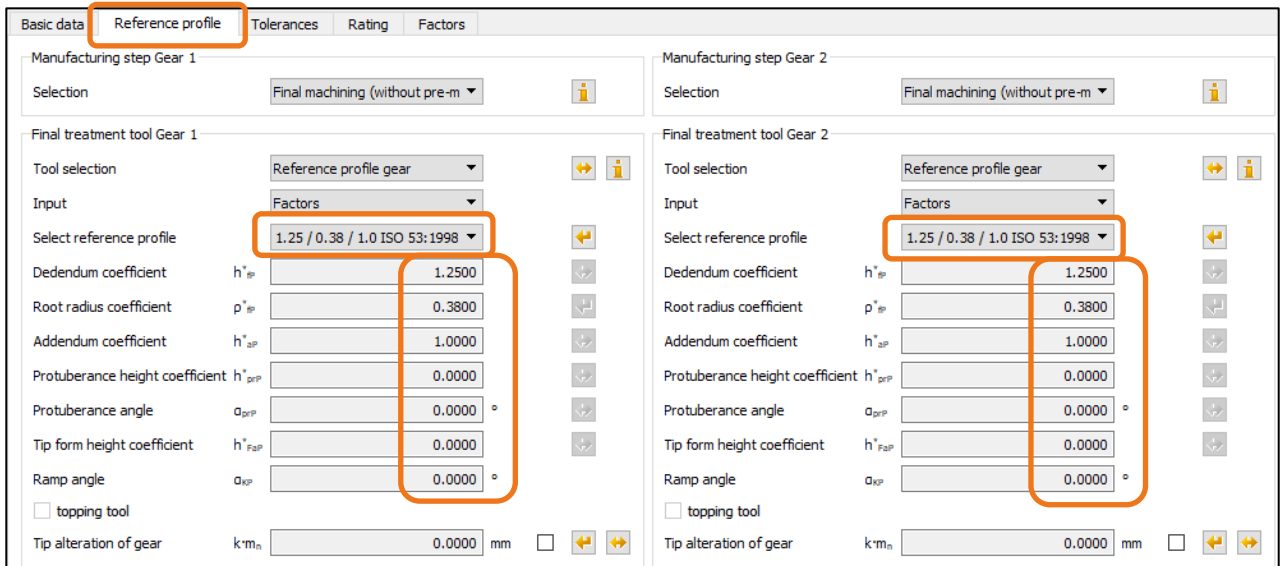 Basic data Reference profile Tolerances Rating Factors
Manufacturing step Gear 1
Selection Final machining (without pre-m
Final treatment tool Gear 1
Tool selection Reference profile gear
Input Factors
Select reference profile 1.25 / 0.38 / 1.0 ISO 53:1998
Dedendum coefficient h*fP 1.2500
Root radius coefficient ρ*fP 0.3800
Addendum coefficient h*aP 1.0000
Protuberance height coefficient h*prP 0.0000
Protuberance angle αprP 0.0000 °
Tip form height coefficient h*FaP 0.0000
Ramp angle αKP 0.0000 °
topping tool
Tip alteration of gear k·mn 0.0000 mm
Manufacturing step Gear 2
Selection Final machining (without pre-m
Final treatment tool Gear 2
Tool selection Reference profile gear
Input Factors
Select reference profile 1.25 / 0.38 / 1.0 ISO 53:1998
Dedendum coefficient h*fP 1.2500
Root radius coefficient ρ*fP 0.3800
Addendum coefficient h*aP 1.0000
Protuberance height coefficient h*prP 0.0000
Protuberance angle αprP 0.0000 °
Tip form height coefficient h*FaP 0.0000
Ramp angle αKP 0.0000 °
topping tool
Tip alteration of gear k·mn 0.0000 mm